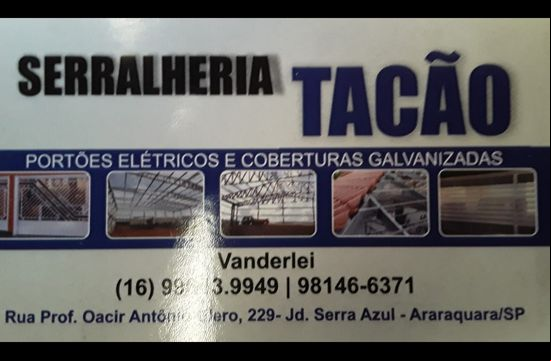 SERRALHERIA
TACÃO
PORTÕES ELÉTRICOS E COBERTURAS GALVANIZADAS
Vanderlei
(16) | 98146-6371
Rua Prof. Oacir Antônio 229- Jd. Serra Azul - Araraquara/SP